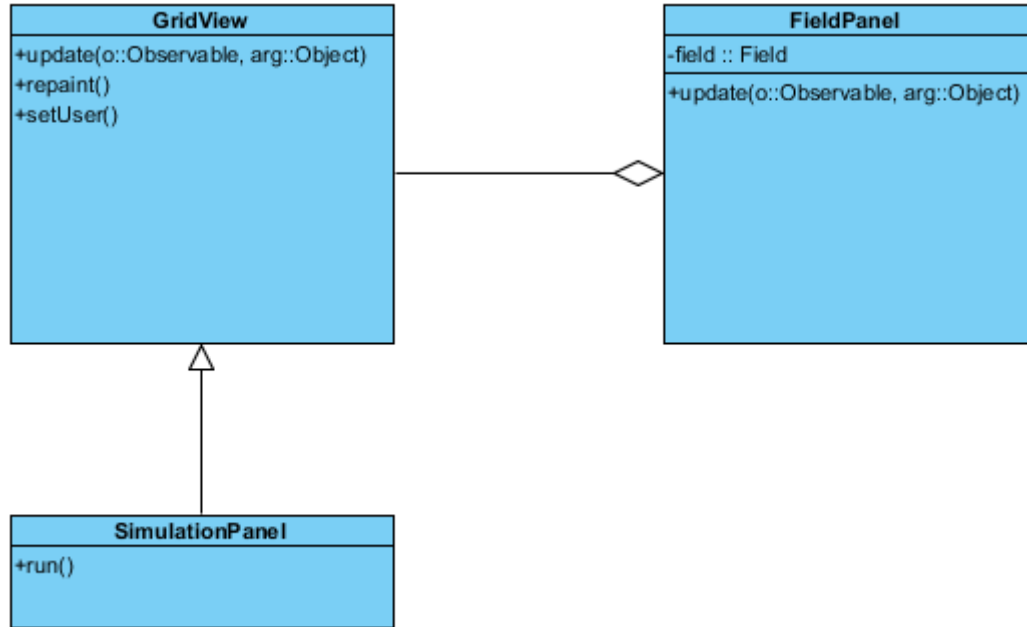 GridView
+update(o::Observable, arg::Object)
+repaint()
+setUser()
FieldPanel
-field :: Field
+update(o::Observable, arg::Object)
SimulationPanel
+run()